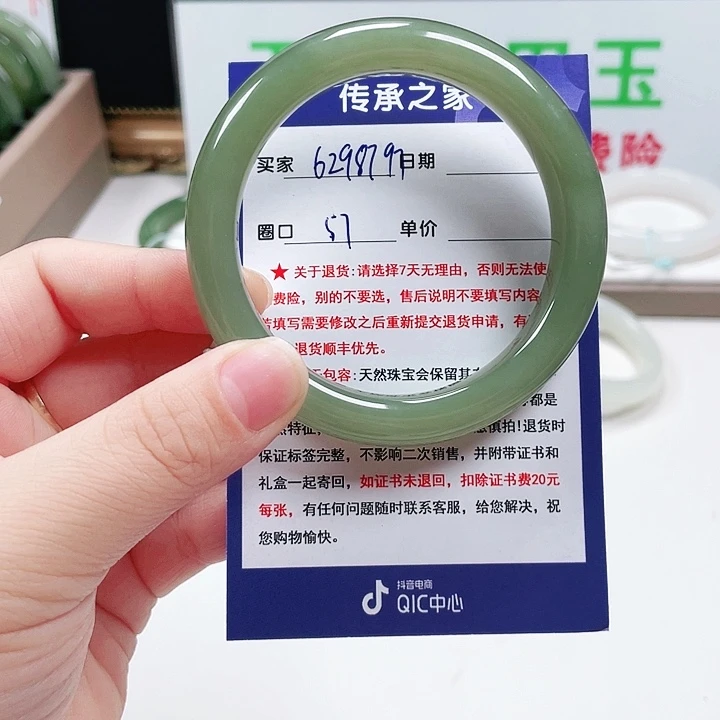 玉
传承之家
费险
买家 6298797 日期
圈口 57 单价
★ 关于退货:请选择7天无理由，否则无法使
费险，别的不要选，售后说明不要填写内容
填写需要修改之后重新提交退货申请，有
退货顺丰优先。
包容:天然珠宝会保留其
都是
特征，慎拍!退货时
保证标签完整，不影响二次销售，并附带证书和
礼盒一起寄回，如证书未退回，扣除证书费20元
每张，有任何问题随时联系客服，给您解决，祝
您购物愉快。
抖音电商
QIC中心